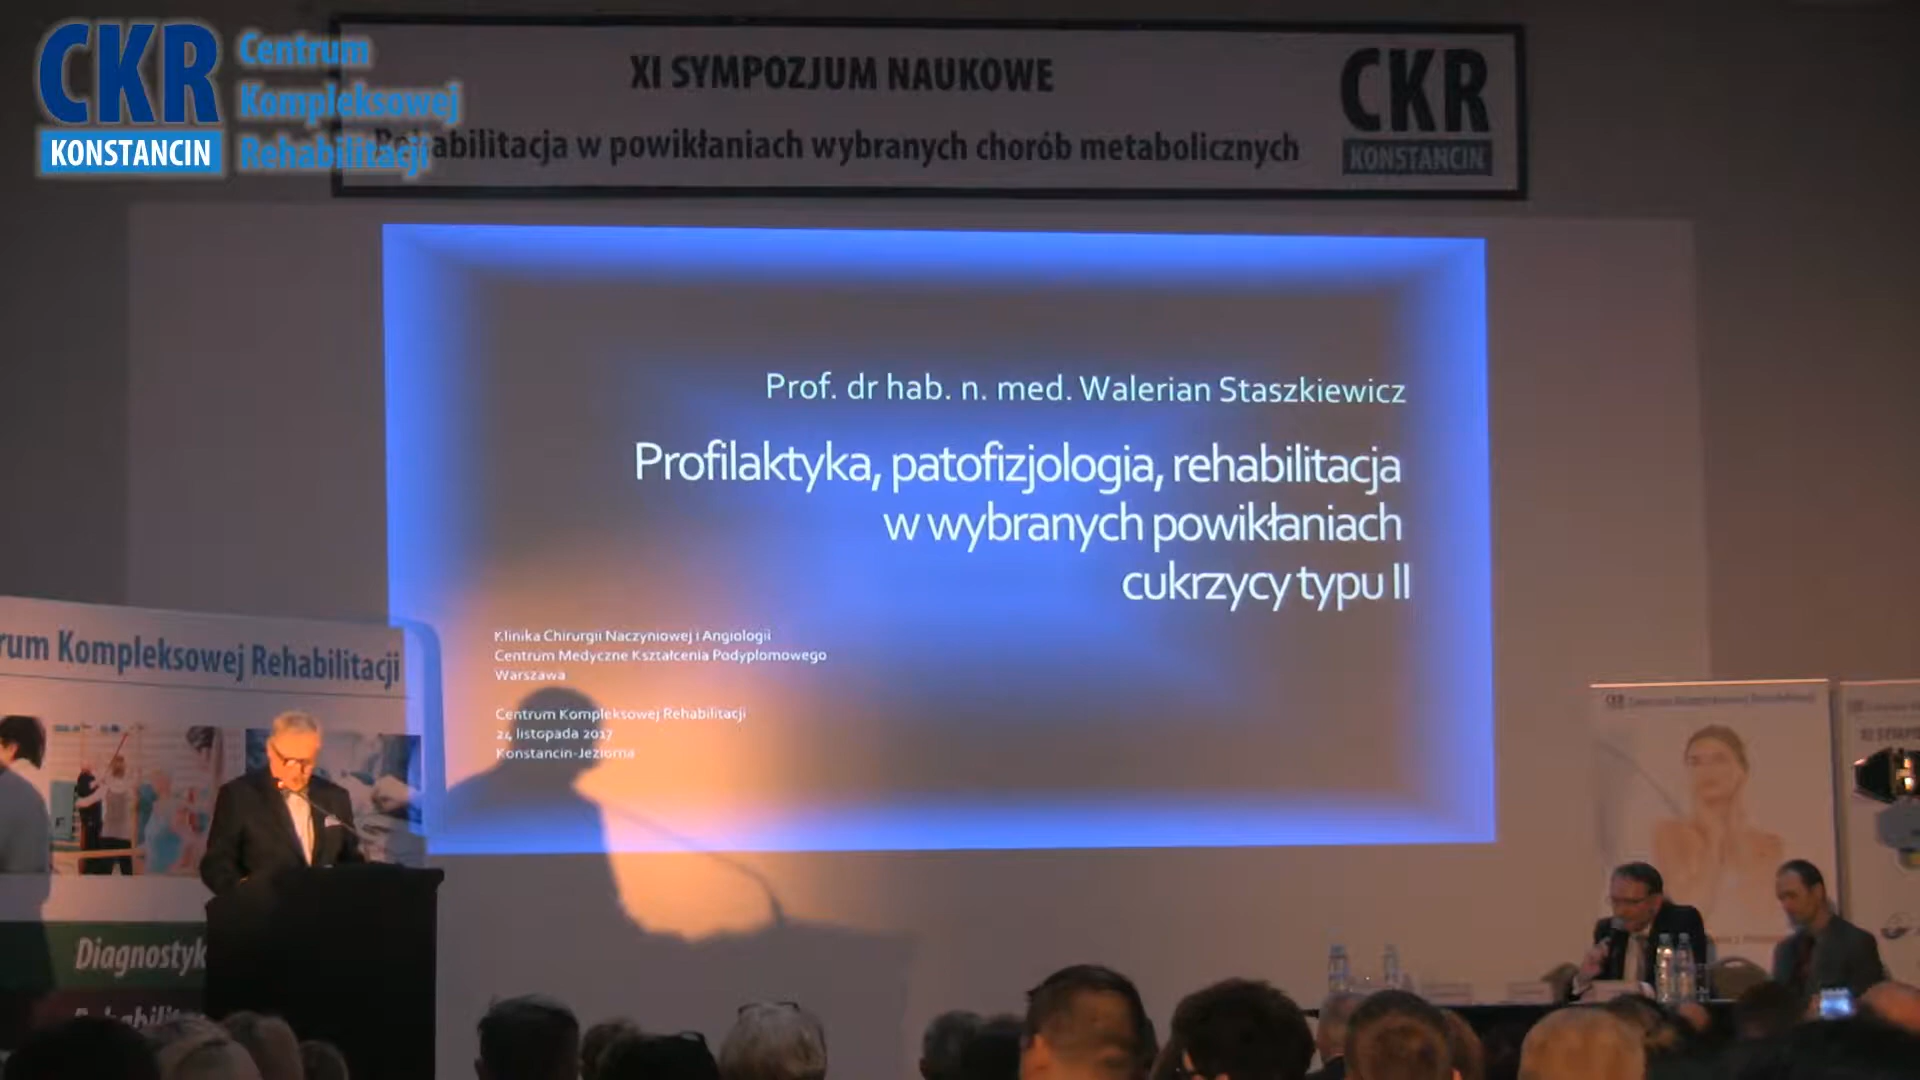 CKR
KONSTANCIN
Centrum
Kompleksowej
Rehabilitacji
XI SYMPOZJUM NAUKOWE
Rehabilitacja w powikłaniach wybranych chorób metabolicznych
CKR
KONSTANCIN
Prof. dr hab. n. med. Walerian Staszkiewicz
Profilaktyka, patofizjologia, rehabilitacja
w wybranych powikłaniach
cukrzycy typu II
Klinika Chirurgii Naczyniowej i Angiologii
Centrum Medyczne Kształcenia Podyplomowego
Warszawa
Centrum Kompleksowej Rehabilitacji
24 listopada 2017
Konstancin-Jeziorna
rum Kompleksowej Rehabilitacji
Diagnostyk